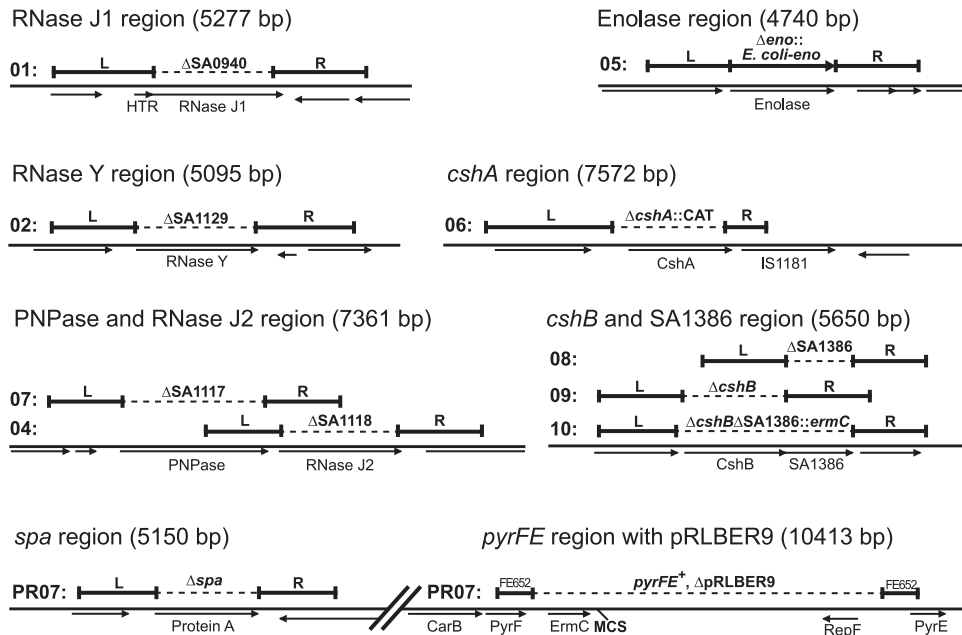 RNase J1 region (5277 bp)
Enolase region (4740 bp)
01: L ΔSA0940 R
HTR RNase J1
Δeno::
05: L E. coli-eno R
Enolase
RNase Y region (5095 bp)
cshA region (7572 bp)
02: L ΔSA1129 R
RNase Y
06: L ΔcshA::CAT R
CshA IS1181
PNPase and RNase J2 region (7361 bp)
cshB and SA1386 region (5650 bp)
07: L ΔSA1117 R
04: L ΔSA1118 R
PNPase RNase J2
08: L ΔSA1386 R
09: L ΔcshB R
10: L ΔcshBΔSA1386::ermC R
CshB SA1386
spa region (5150 bp)
pyrFE region with pRLBER9 (10413 bp)
PR07: L Δspa R
Protein A
PR07: FE652 pyrFE+, ΔpRLBER9 FE652
CarB PyrF ErmC MCS RepF PyrE